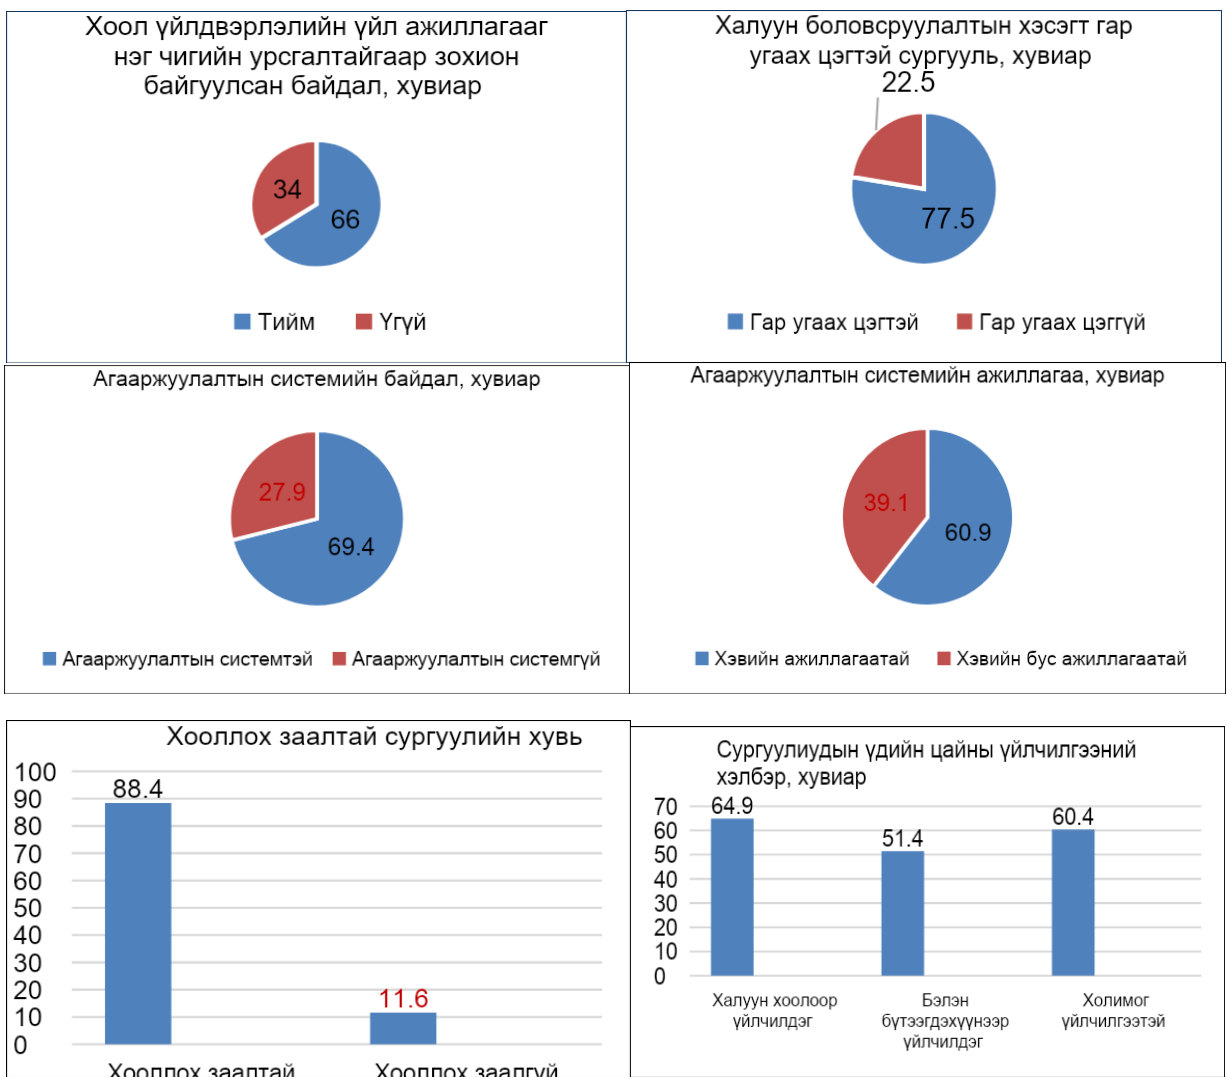 Хоол үйлдвэрлэлийн үйл ажиллагааг
нэг чигийн урсгалтайгаар зохион
байгуулсан байдал, хувиар
34
66
Тийм Үгүй
Халуун боловсруулалтын хэсэгт гар
угаах цэгтэй сургууль, хувиар
22.5
77.5
Гар угаах цэгтэй Гар угаах цэггүй
Агааржуулалтын системийн байдал, хувиар
27.9
69.4
Агааржуулалтын системтэй Агааржуулалтын системгүй
Агааржуулалтын системийн ажиллагаа, хувиар
39.1
60.9
Хэвийн ажиллагаатай Хэвийн бус ажиллагаатай
Хооллох заалтай сургуулийн хувь
100
90
80
70
60
50
40
30
20
10
0
88.4
11.6
Хооллох заалтай Хооллох заалгүй
Сургуулиудын үдийн цайны үйлчилгээний
хэлбэр, хувиар
70
60
50
40
30
20
10
0
64.9
51.4
60.4
Халуун хоолоор
үйлчилдэг
Бэлэн
бүтээгдэхүүнээр
үйлчилдэг
Холимог
үйлчилгээтэй